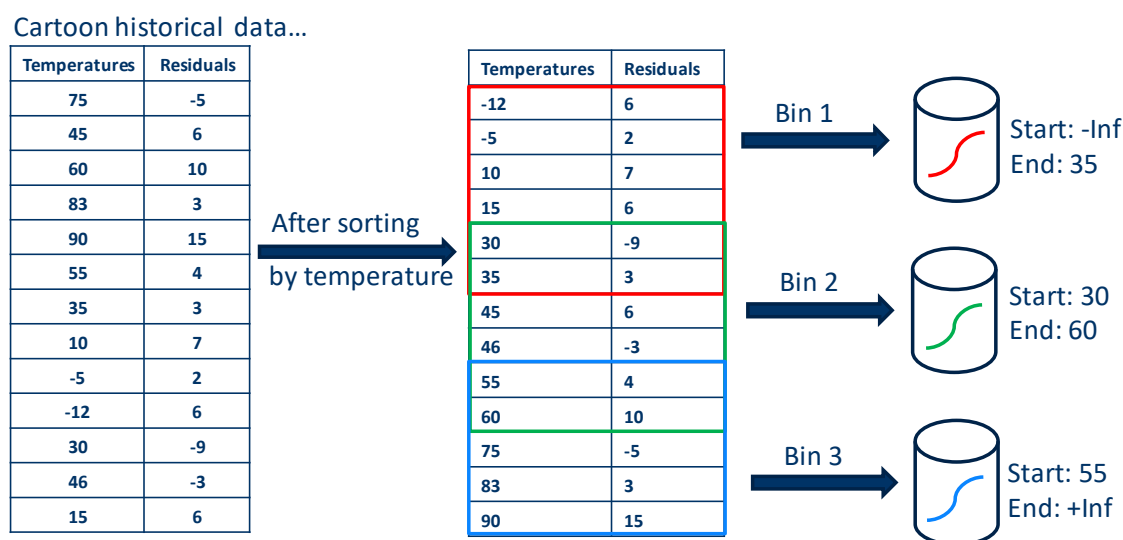 Cartoon historical data…
Temperatures Residuals
75 -5
45 6
60 10
83 3
90 15
55 4
35 3
10 7
-5 2
-12 6
30 -9
46 -3
15 6
After sorting
by temperature
Temperatures Residuals
-12 6
-5 2
10 7
15 6
30 -9
35 3
45 6
46 -3
55 4
60 10
75 -5
83 3
90 15
Bin 1
Start: -Inf
End: 35
Bin 2
Start: 30
End: 60
Bin 3
Start: 55
End: +Inf